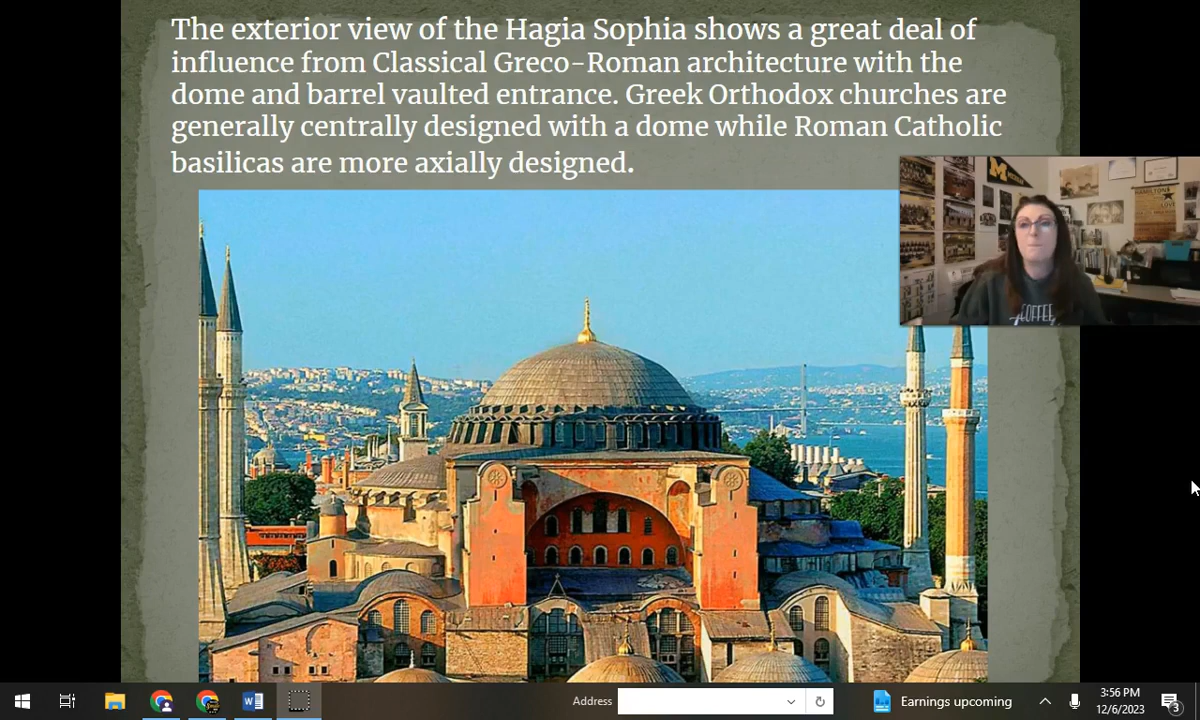 The exterior view of the Hagia Sophia shows a great deal of
influence from Classical Greco-Roman architecture with the
dome and barrel vaulted entrance. Greek Orthodox churches are
generally centrally designed with a dome while Roman Catholic
basilicas are more axially designed.
M
COFFEE
Address
Earnings upcoming
3:56 PM
12/6/2023
3
W